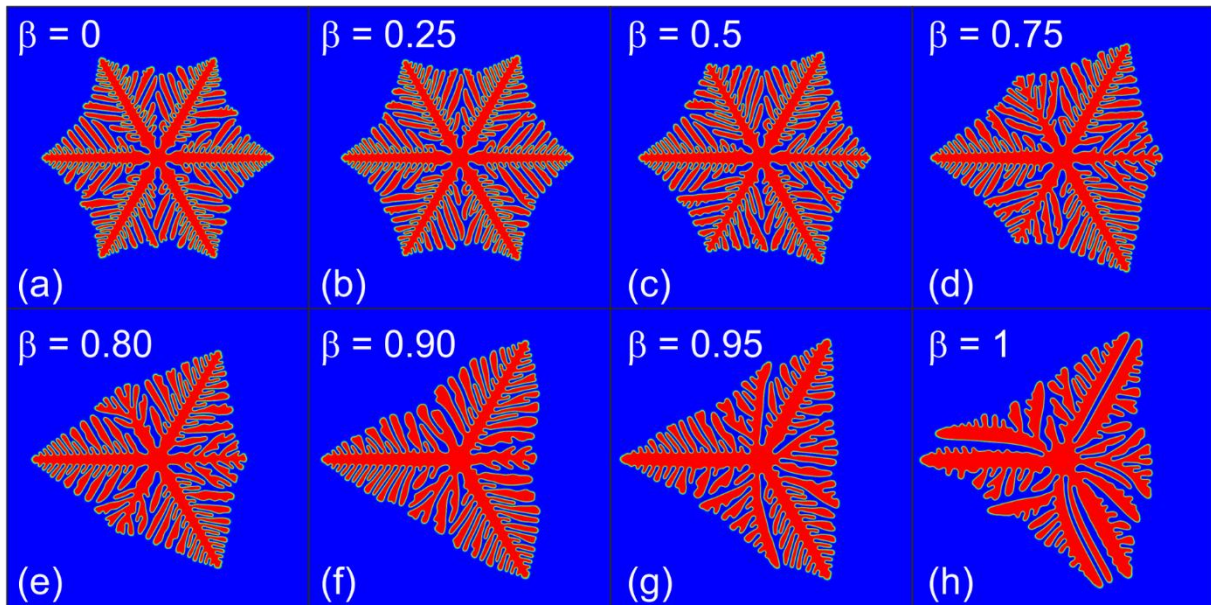 β = 0
(a)
β = 0.25
(b)
β = 0.5
(c)
β = 0.75
(d)
β = 0.80
(e)
β = 0.90
(f)
β = 0.95
(g)
β = 1
(h)